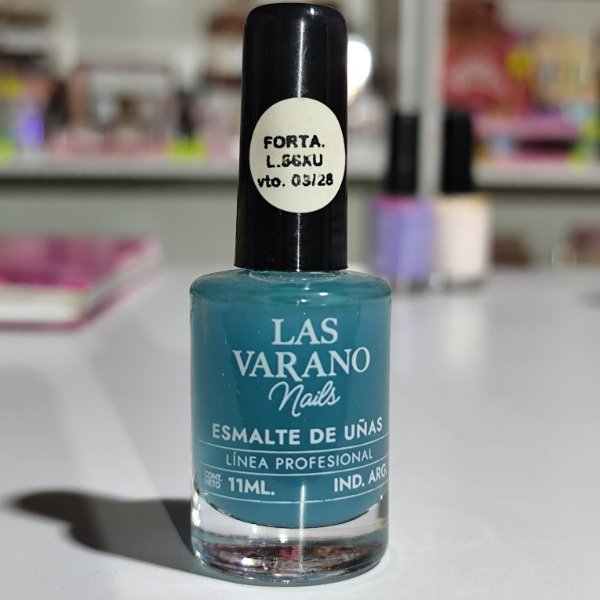 FORTA.
L.56XU
vto. 03/28
LAS
VARANO
Nails
ESMALTE DE UÑAS
LÍNEA PROFESIONAL
CONT. NETO 11ML. IND. ARG.